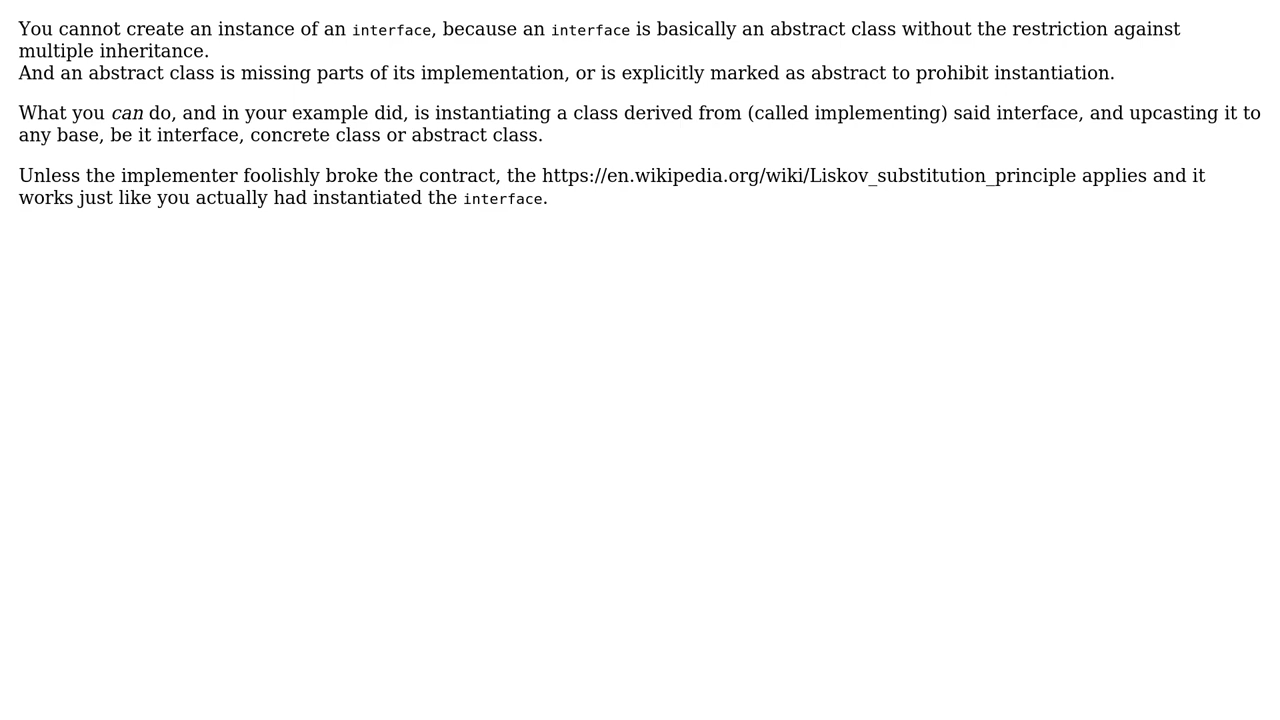 You cannot create an instance of an interface, because an interface is basically an abstract class without the restriction against
multiple inheritance.
And an abstract class is missing parts of its implementation, or is explicitly marked as abstract to prohibit instantiation.
What you can do, and in your example did, is instantiating a class derived from (called implementing) said interface, and upcasting it to
any base, be it interface, concrete class or abstract class.
Unless the implementer foolishly broke the contract, the https://en.wikipedia.org/wiki/Liskov_substitution_principle applies and it
works just like you actually had instantiated the interface.